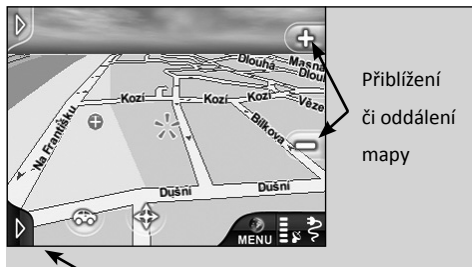 Dlouhá
Masná
Dlou
Kozí
Kozí
Kozí
Věze
Na Františku
Bílkova
Dušní
Dušní
MENU
Přiblížení
či oddálení
mapy